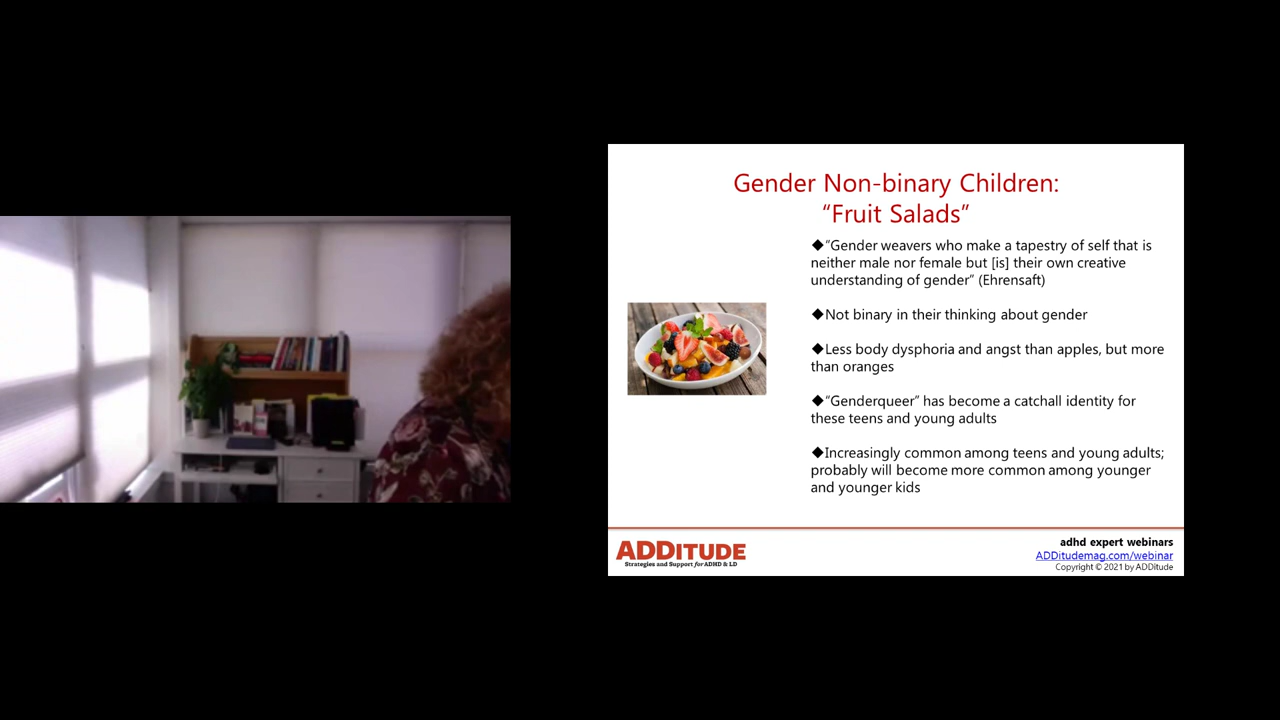 Gender Non-binary Children:
“Fruit Salads”
◆“Gender weavers who make a tapestry of self that is
neither male nor female but [is] their own creative
understanding of gender” (Ehrensaft)
◆Not binary in their thinking about gender
◆Less body dysphoria and angst than apples, but more
than oranges
◆“Genderqueer” has become a catchall identity for
these teens and young adults
◆Increasingly common among teens and young adults;
probably will become more common among younger
and younger kids
ADDITUDE
Strategies and Support for ADHD & LD
adhd expert webinars
ADDitudemag.com/webinar
Copyright © 2021 by ADDitude